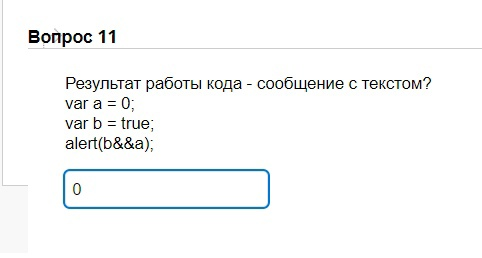 Вопрос 11
Результат работы кода - сообщение с текстом?
var a = 0;
var b = true;
alert(b&&a);
0